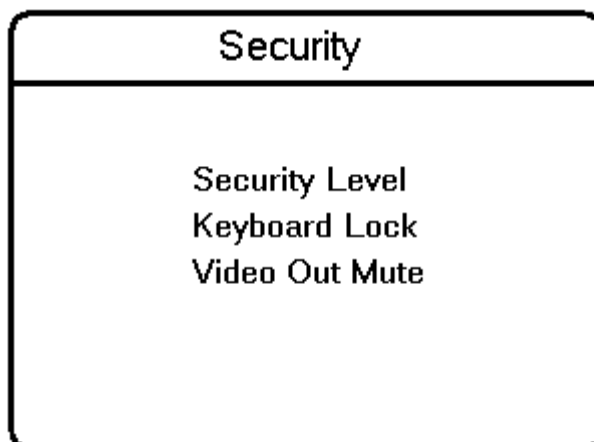 Security
Security Level
Keyboard Lock
Video Out Mute